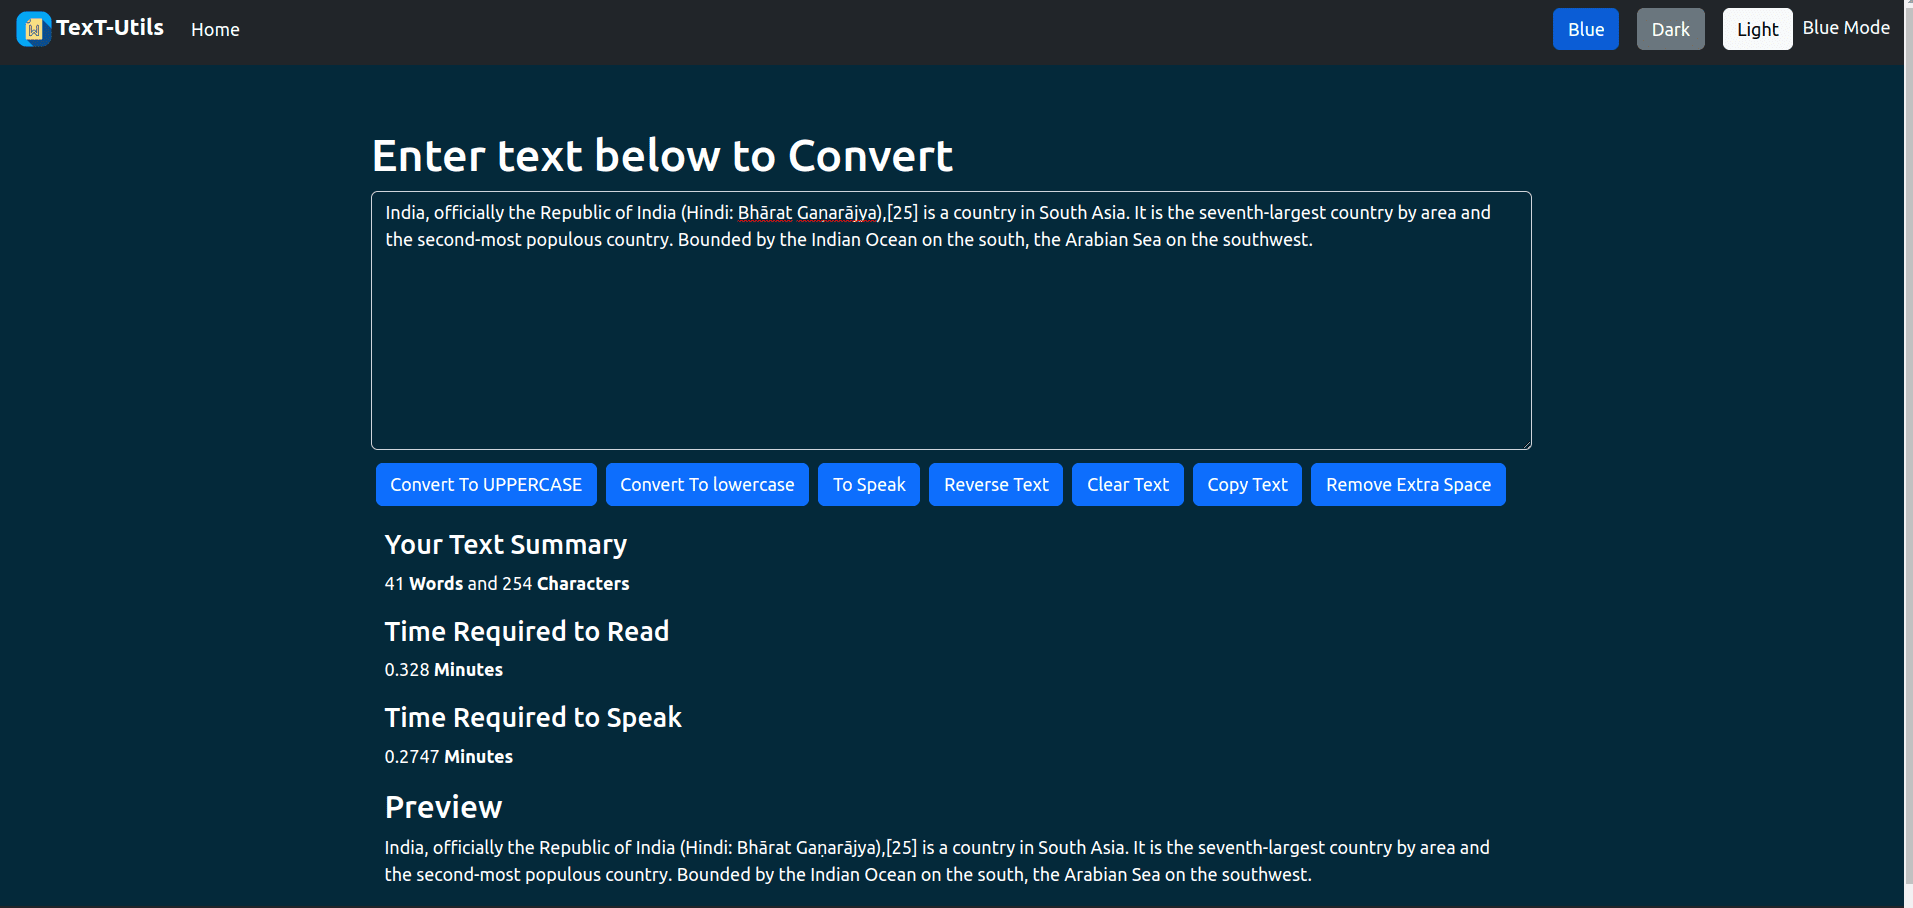 TexT-Utils Home Blue Dark Light Blue Mode
Enter text below to Convert
India, officially the Republic of India (Hindi: Bhārat Gaṇarājya),[25] is a country in South Asia. It is the seventh-largest country by area and
the second-most populous country. Bounded by the Indian Ocean on the south, the Arabian Sea on the southwest.
Convert To UPPERCASE Convert To lowercase To Speak Reverse Text Clear Text Copy Text Remove Extra Space
Your Text Summary
41 Words and 254 Characters
Time Required to Read
0.328 Minutes
Time Required to Speak
0.2747 Minutes
Preview
India, officially the Republic of India (Hindi: Bhārat Gaṇarājya),[25] is a country in South Asia. It is the seventh-largest country by area and
the second-most populous country. Bounded by the Indian Ocean on the south, the Arabian Sea on the southwest.